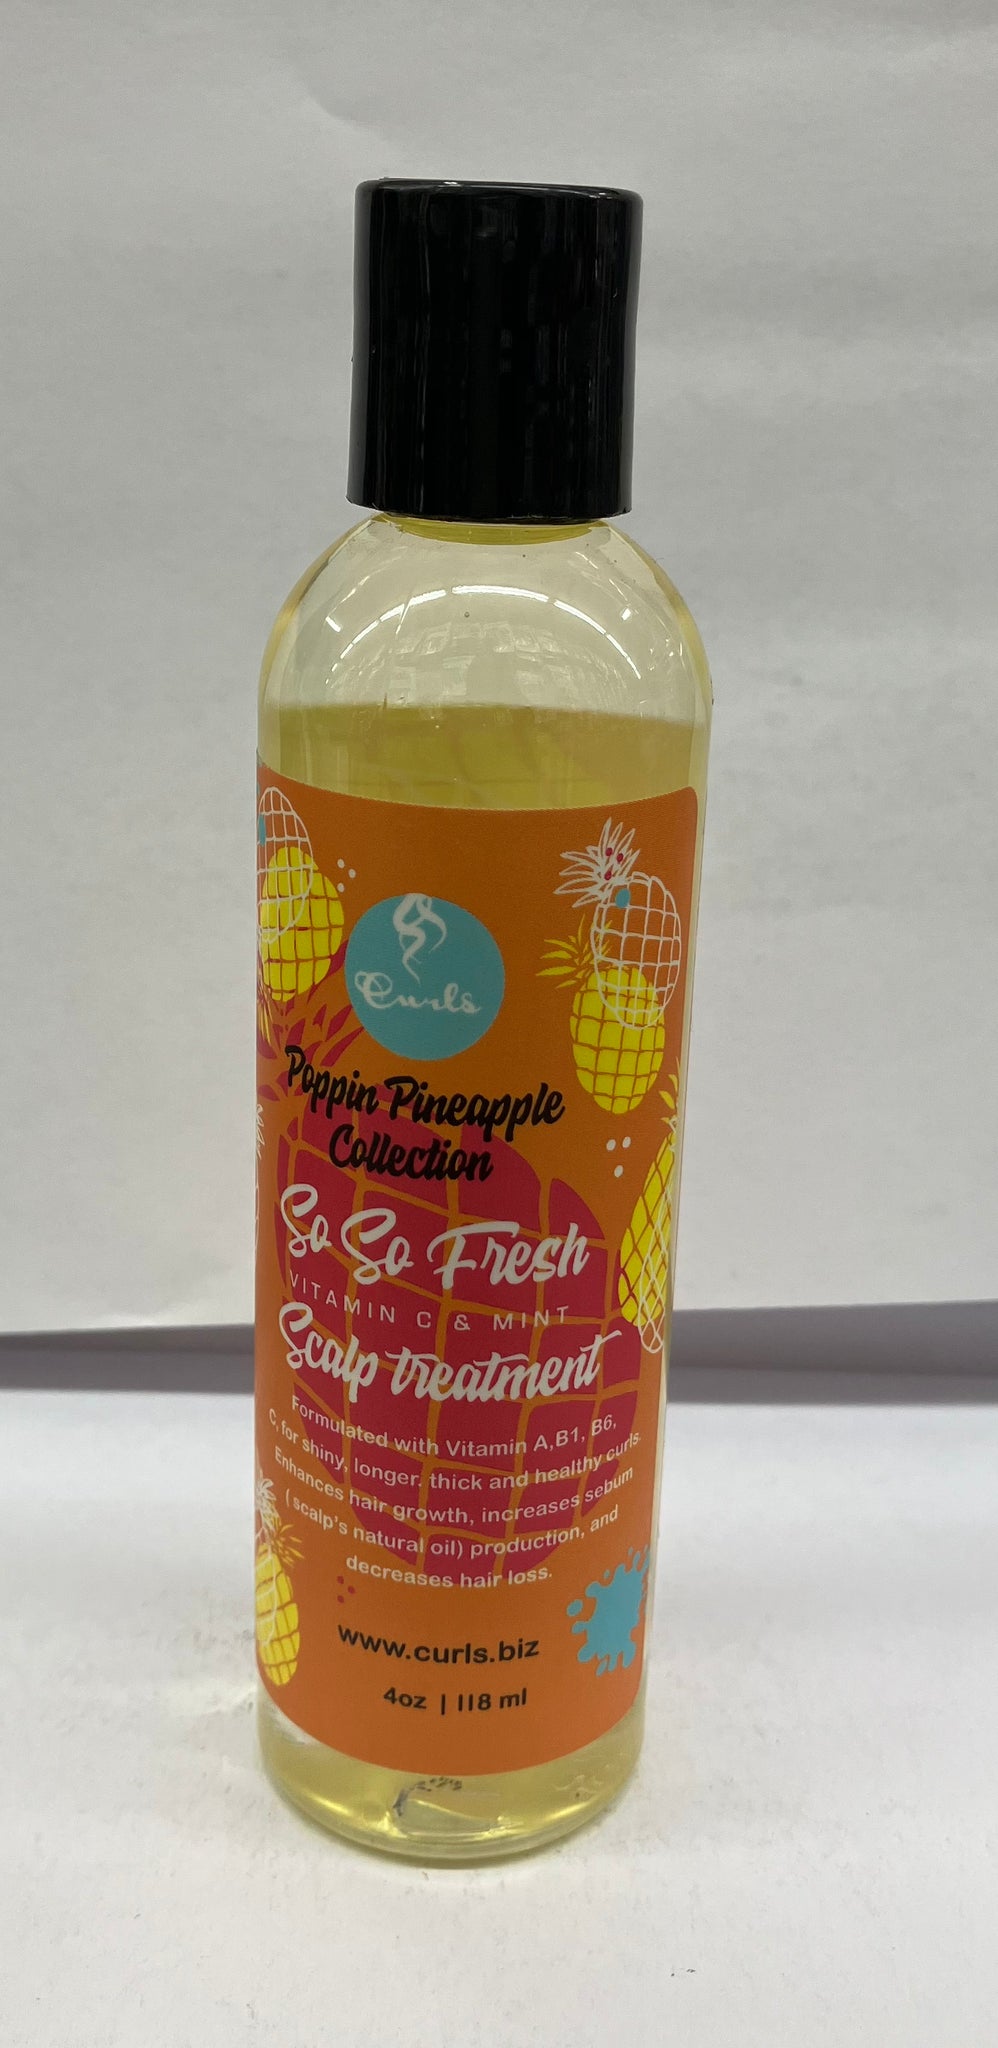 Curls
Poppin Pineapple
Collection
So So Fresh
VITAMIN C & MINT
Scalp treatment
Formulated with Vitamin A,B1, B6,
C, for shiny, longer, thick and healthy curls.
Enhances hair growth, increases sebum
( scalp's natural oil) production, and
decreases hair loss.
www.curls.biz
4oz | 118 ml